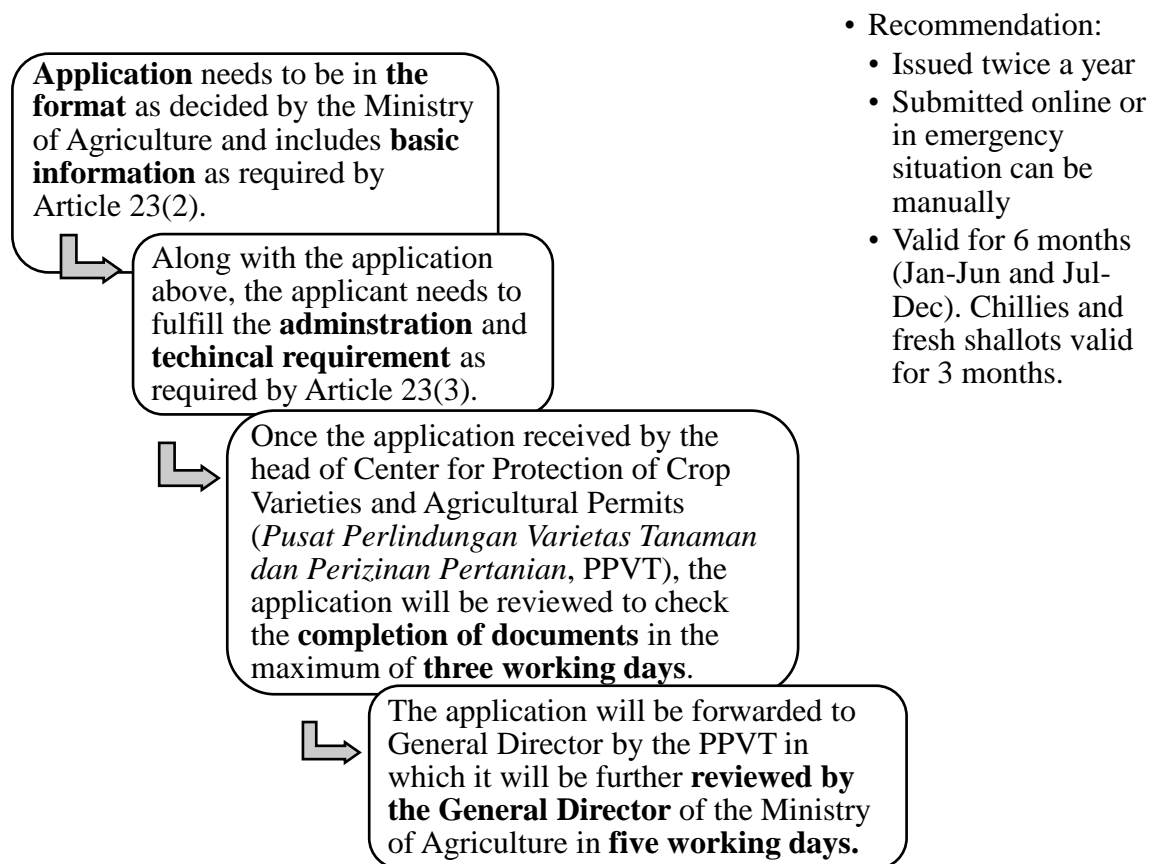 Application needs to be in the
format as decided by the Ministry
of Agriculture and includes basic
information as required by
Article 23(2).
Along with the application
above, the applicant needs to
fulfill the adminstration and
techincal requirement as
required by Article 23(3).
Once the application received by the
head of Center for Protection of Crop
Varieties and Agricultural Permits
(Pusat Perlindungan Varietas Tanaman
dan Perizinan Pertanian, PPVT), the
application will be reviewed to check
the completion of documents in the
maximum of three working days.
The application will be forwarded to
General Director by the PPVT in
which it will be further reviewed by
the General Director of the Ministry
of Agriculture in five working days.
• Recommendation:
• Issued twice a year
• Submitted online or
in emergency
situation can be
manually
• Valid for 6 months
(Jan-Jun and Jul-
Dec). Chillies and
fresh shallots valid
for 3 months.